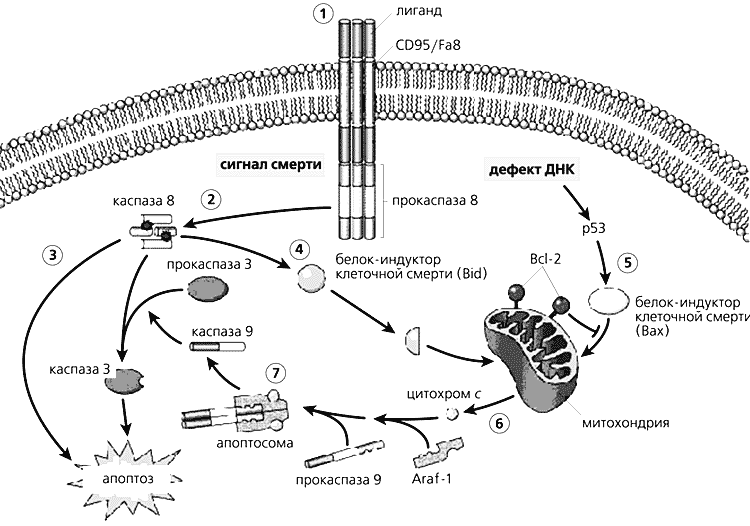 1
лиганд
CD95/Fa8
сигнал смерти
дефект ДНК
каспаза 8
2
прокаспаза 8
p53
3
4
белок-индуктор
клеточной смерти (Bid)
Bcl-2
5
прокаспаза 3
белок-индуктор
клеточной смерти
(Bax)
каспаза 9
каспаза 3
7
цитохром c
6
митохондрия
апоптосома
апоптоз
прокаспаза 9
Araf-1